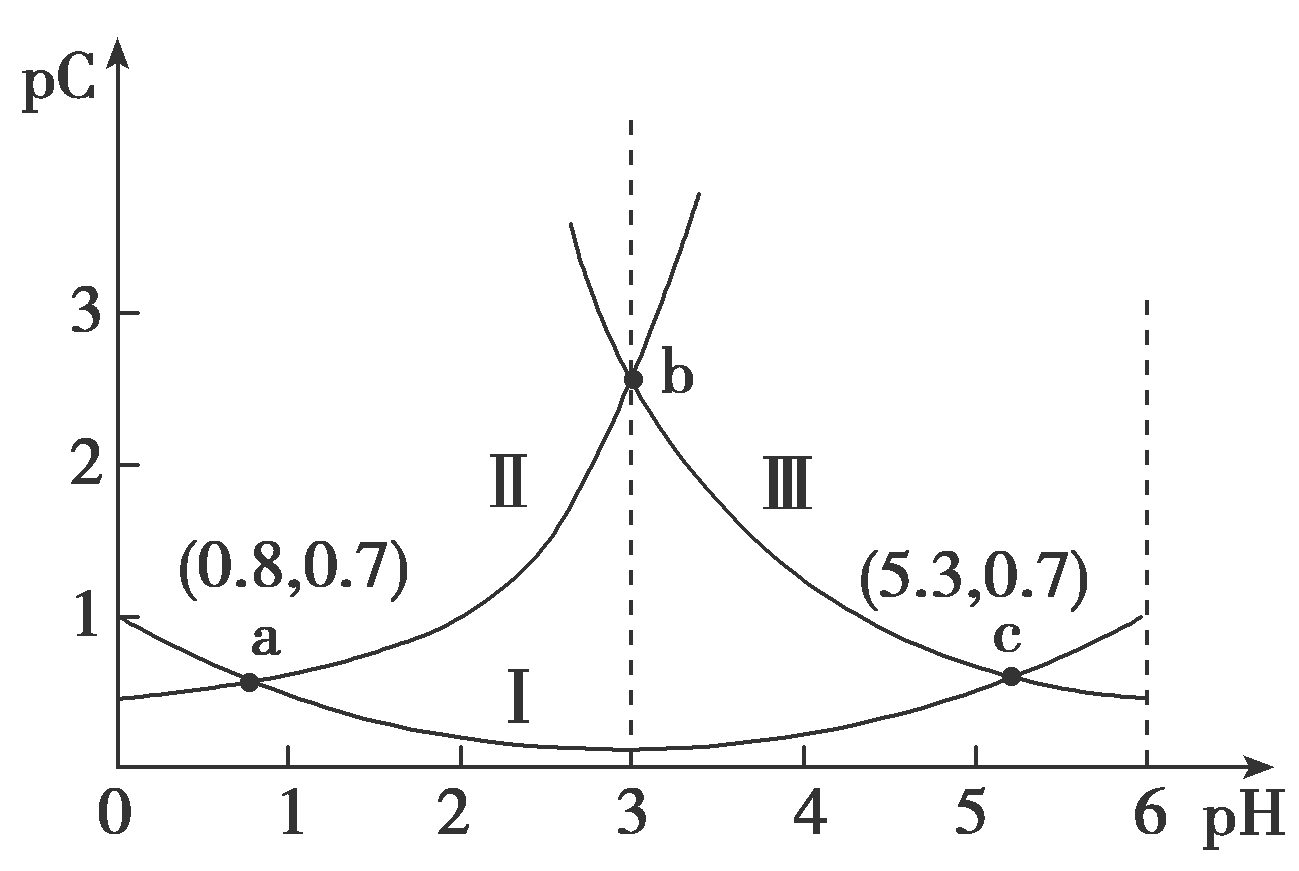 pC
3
b
2
Ⅱ
Ⅲ
(0.8,0.7)
(5.3,0.7)
1
a
c
Ⅰ
0 1 2 3 4 5 6 pH